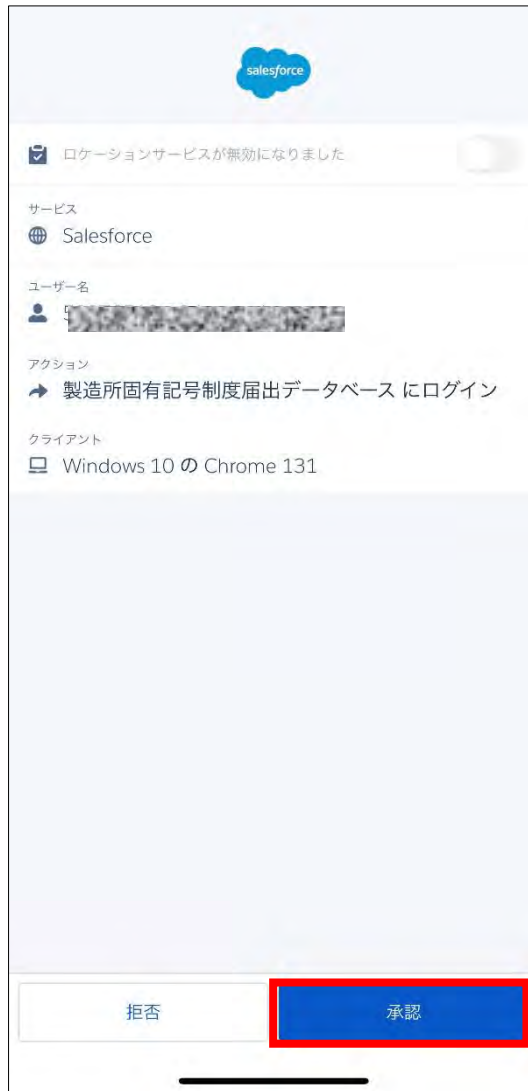 salesforce
ロケーションサービスが無効になりました
サービス
Salesforce
ユーザー名
アクション
製造所固有記号制度届出データベース にログイン
クライアント
Windows 10 の Chrome 131
拒否
承認